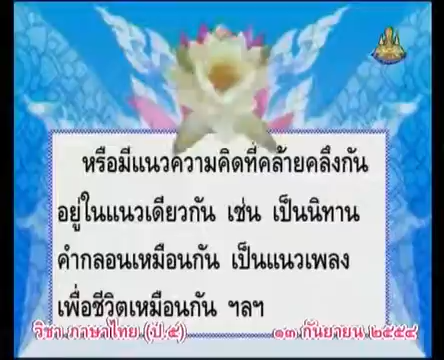 หรือมีแนวความคิดที่คล้ายคลึงกัน
อยู่ในแนวเดียวกัน เช่น เป็นนิทาน
คำกลอนเหมือนกัน เป็นแนวเพลง
เพื่อชีวิตเหมือนกัน ฯลฯ
วิชา ภาษาไทย (ป.๕) ๑๓ กันยายน ๒๕๕๔